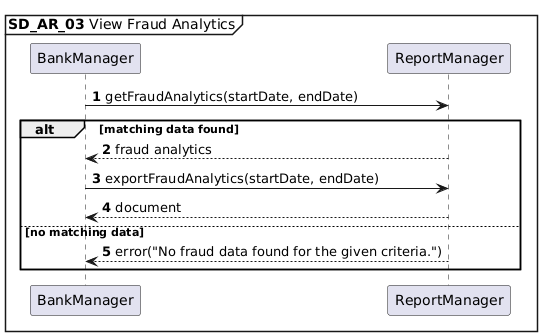 SD_AR_03 View Fraud Analytics
BankManager ReportManager
1 getFraudAnalytics(startDate, endDate)
alt [matching data found]
2 fraud analytics
3 exportFraudAnalytics(startDate, endDate)
4 document
[no matching data]
5 error("No fraud data found for the given criteria.")
BankManager ReportManager